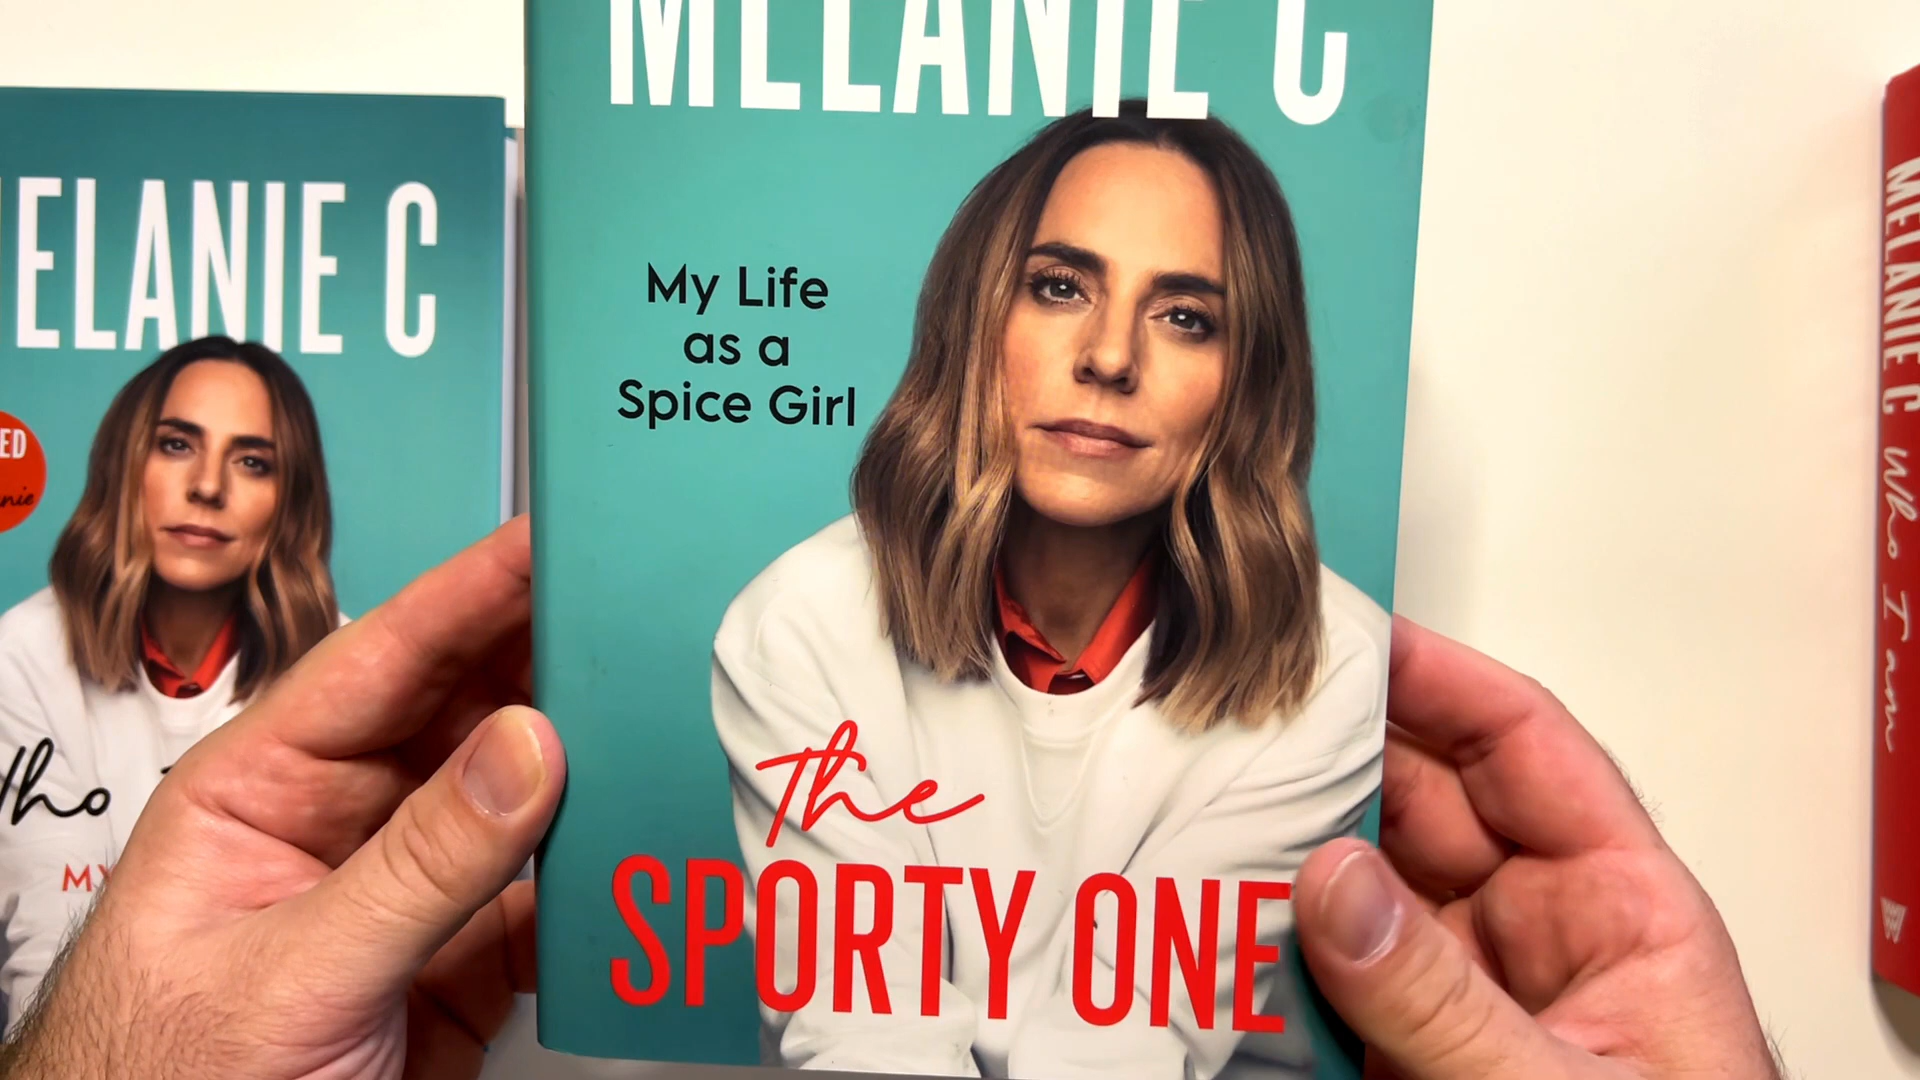 MELANIE C
My Life
as a
Spice Girl
The
SPORTY ONE
MELANIE C
MELANIE C Who I am
W